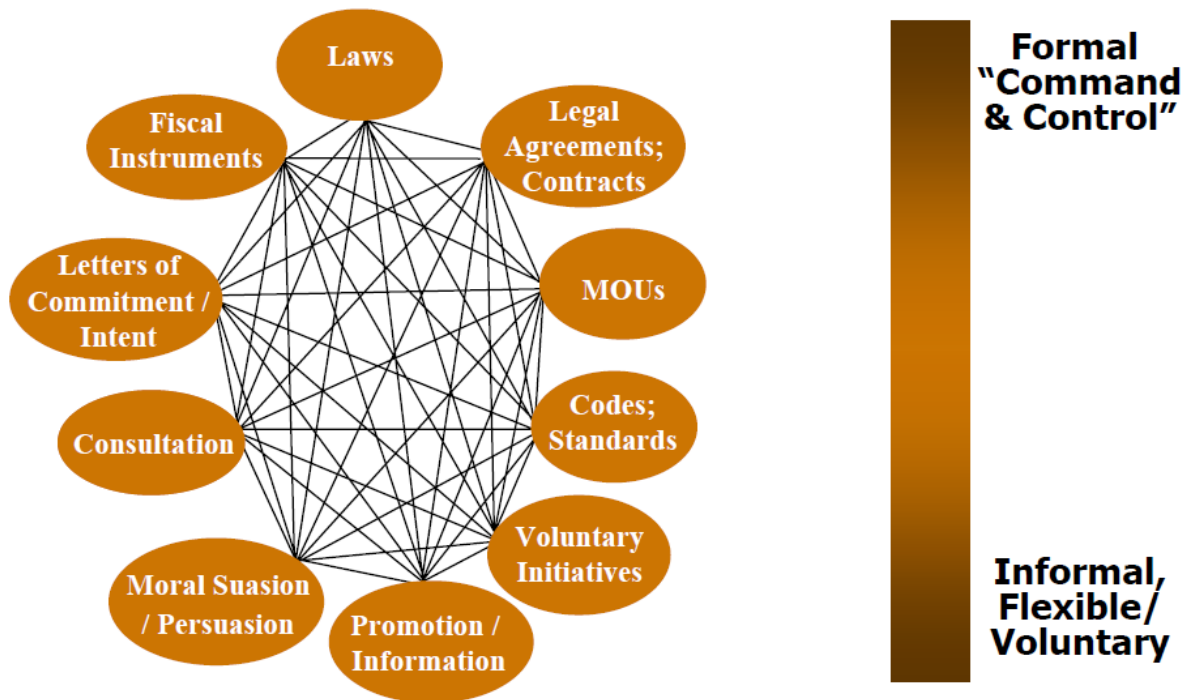 Laws
Fiscal
Instruments
Legal
Agreements;
Contracts
Letters of
Commitment /
Intent
MOUs
Consultation
Codes;
Standards
Moral Suasion
/ Persuasion
Promotion /
Information
Voluntary
Initiatives
Formal
“Command
& Control”
Informal,
Flexible/
Voluntary